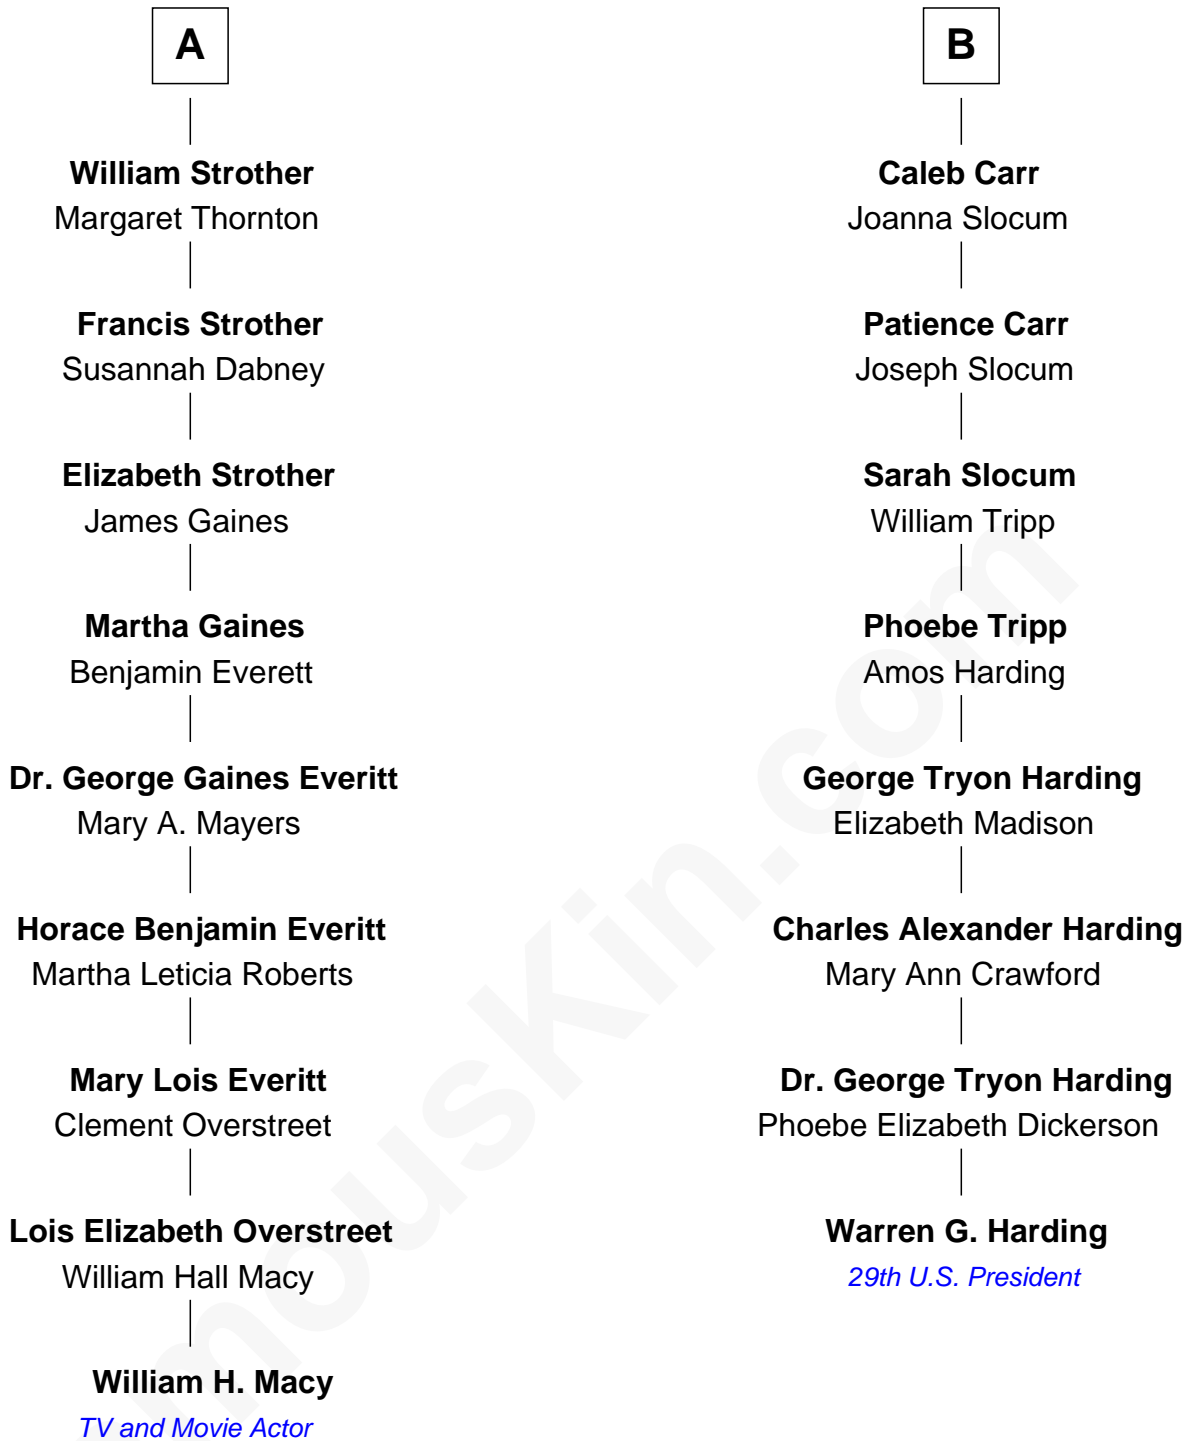 A
William Strother
Margaret Thornton
Francis Strother
Susannah Dabney
Elizabeth Strother
James Gaines
Martha Gaines
Benjamin Everett
Dr. George Gaines Everitt
Mary A. Mayers
Horace Benjamin Everitt
Martha Leticia Roberts
Mary Lois Everitt
Clement Overstreet
Lois Elizabeth Overstreet
William Hall Macy
William H. Macy
TV and Movie Actor
B
Caleb Carr
Joanna Slocum
Patience Carr
Joseph Slocum
Sarah Slocum
William Tripp
Phoebe Tripp
Amos Harding
George Tryon Harding
Elizabeth Madison
Charles Alexander Harding
Mary Ann Crawford
Dr. George Tryon Harding
Phoebe Elizabeth Dickerson
Warren G. Harding
29th U.S. President
mousKin.com